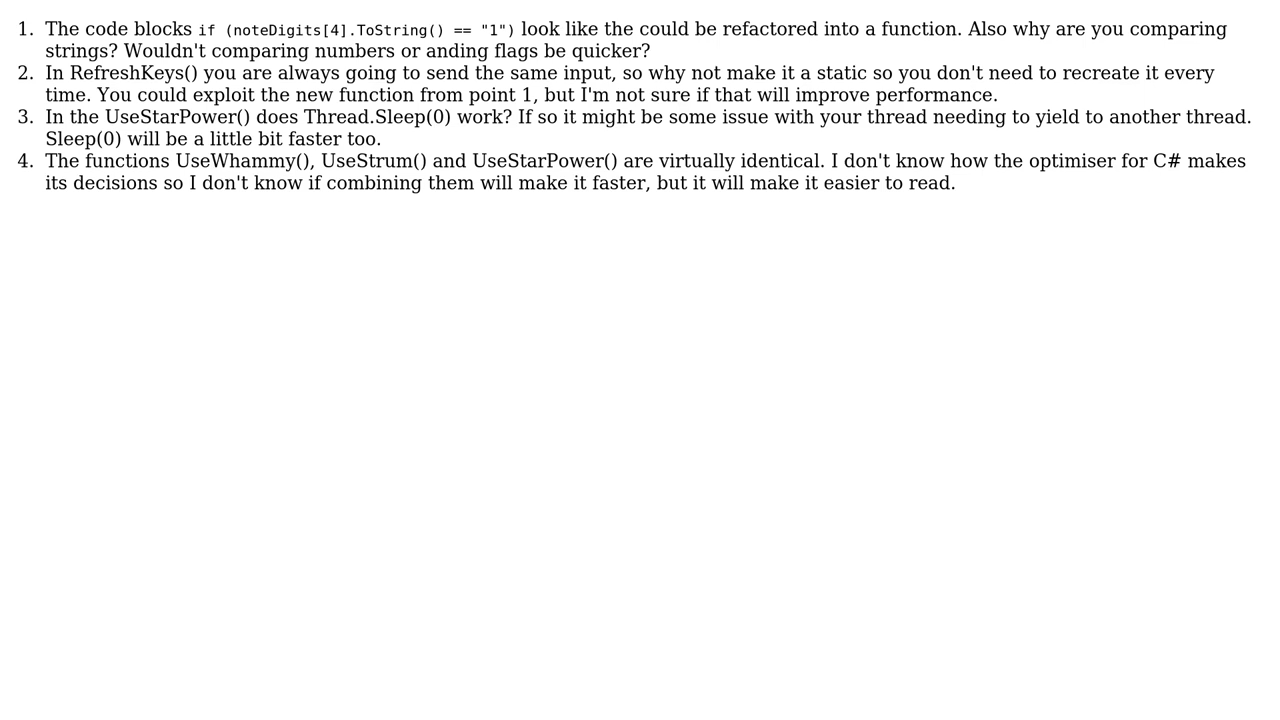 1. The code blocks if (noteDigits[4].ToString() == "1") look like the could be refactored into a function. Also why are you comparing
strings? Wouldn't comparing numbers or anding flags be quicker?
2. In RefreshKeys() you are always going to send the same input, so why not make it a static so you don't need to recreate it every
time. You could exploit the new function from point 1, but I'm not sure if that will improve performance.
3. In the UseStarPower() does Thread.Sleep(0) work? If so it might be some issue with your thread needing to yield to another thread.
Sleep(0) will be a little bit faster too.
4. The functions UseWhammy(), UseStrum() and UseStarPower() are virtually identical. I don't know how the optimiser for C# makes
its decisions so I don't know if combining them will make it faster, but it will make it easier to read.